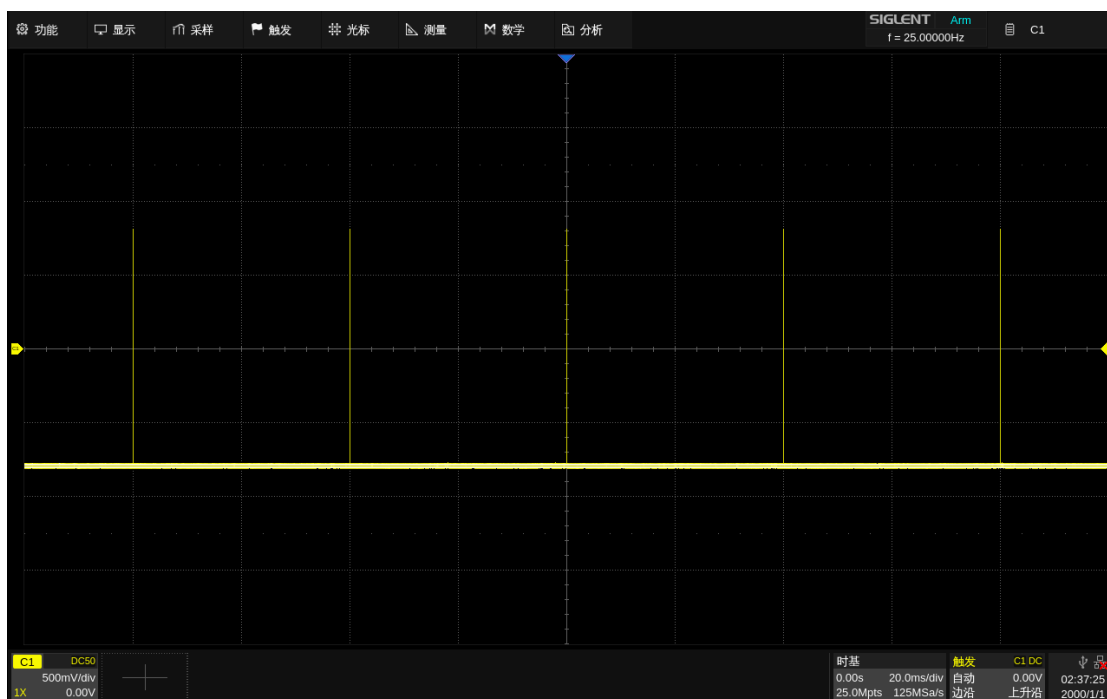 功能 显示 采样 触发 光标 测量 数学 分析
SIGLENT Arm
f = 25.00000Hz
C1
C1 DC50
500mV/div
1X 0.00V
时基
0.00s 20.0ms/div
25.0Mpts 125MSa/s
触发 C1 DC
自动 0.00V
边沿 上升沿
02:37:25
2000/1/1